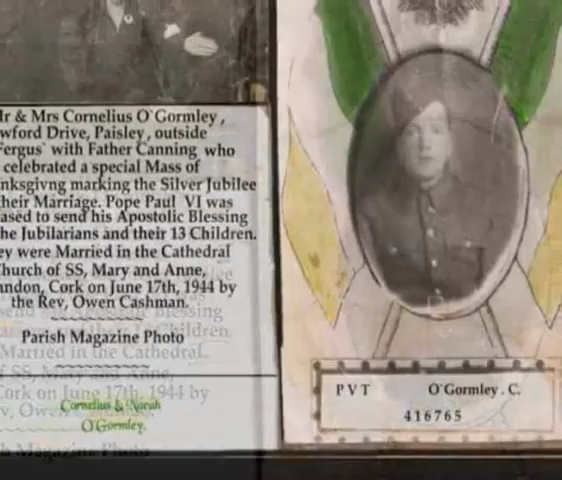 Mr & Mrs Cornelius O`Gormley,
wford Drive, Paisley, outside
Fergus` with Father Canning who
celebrated a special Mass of
nksgivng marking the Silver Jubilee
heir Marriage. Pope Paul VI was
ased to send his Apostolic Blessing
he Jubilarians and their 13 Children.
ey were Married in the Cathedral
hurch of SS, Mary and Anne,
ndon, Cork on June 17th, 1944 by
the Rev, Owen Cashman.
Parish Magazine Photo
Cornelius & Norah
O'Gormley.
PVT O'Gormley . C.
416765